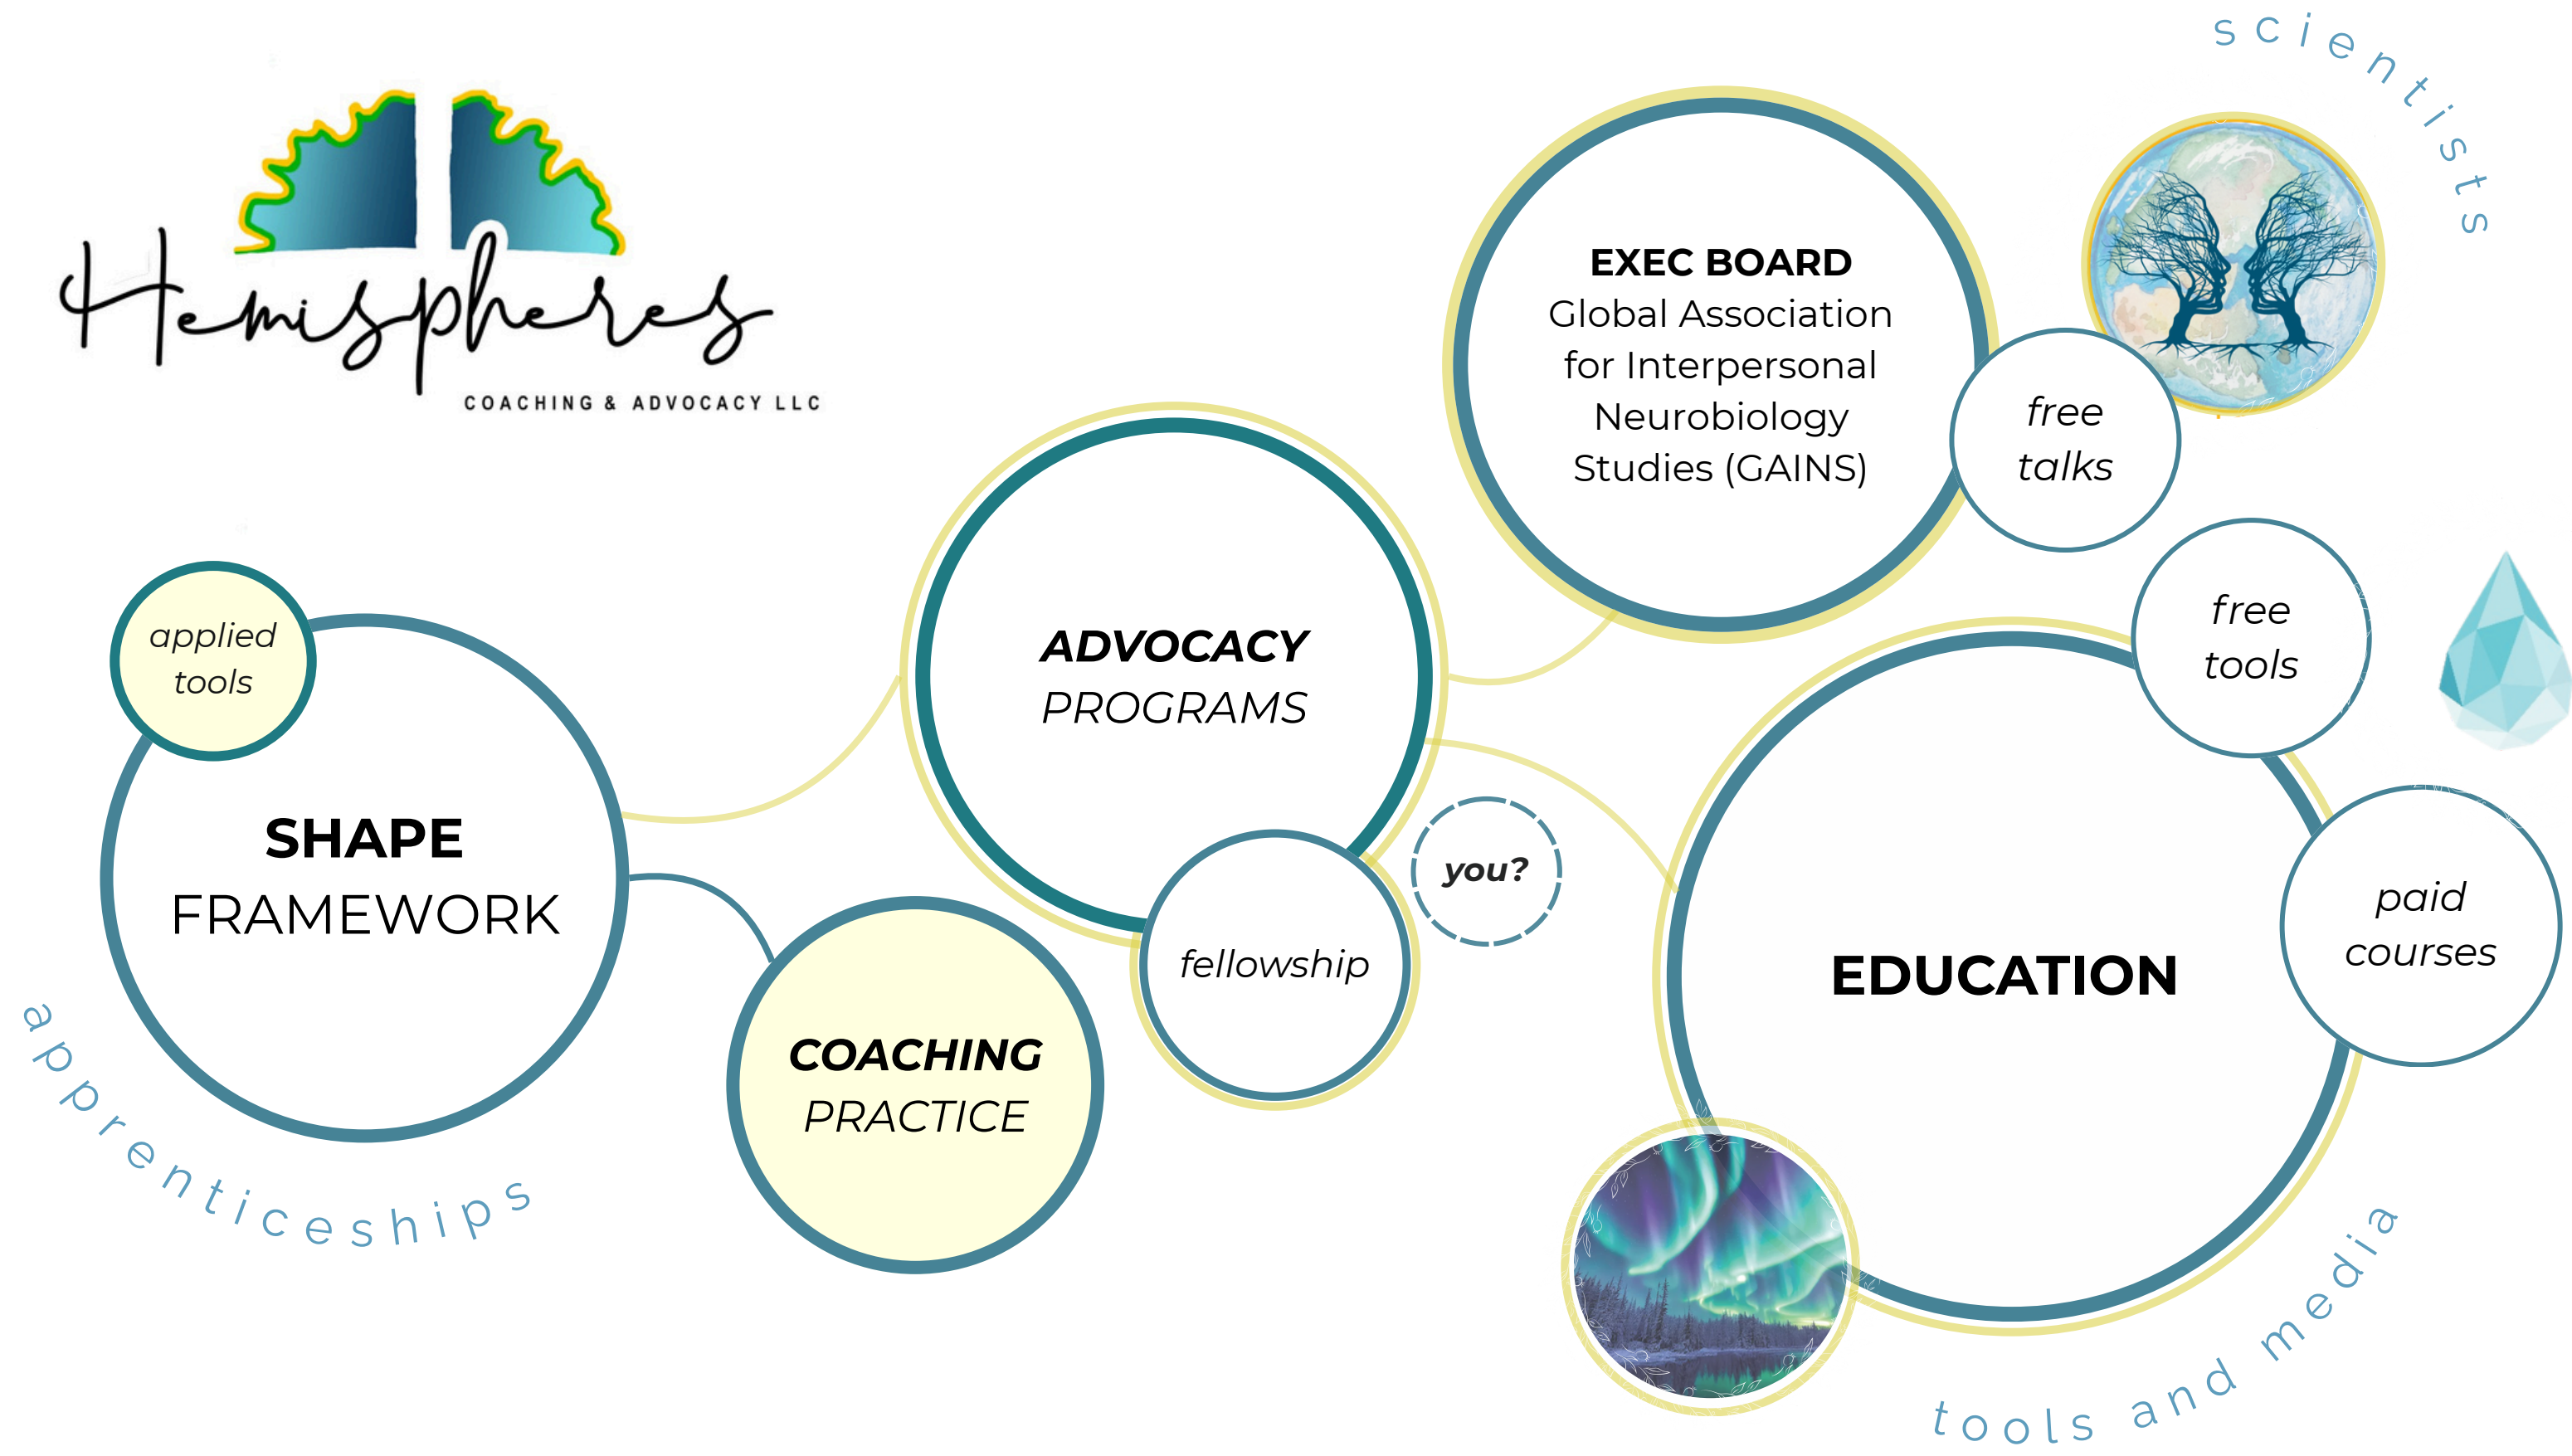 Hemispheres
COACHING & ADVOCACY LLC
scientists
EXEC BOARD
Global Association
for Interpersonal
Neurobiology
Studies (GAINS)
free
talks
applied
tools
SHAPE
FRAMEWORK
apprenticeships
ADVOCACY
PROGRAMS
fellowship
you?
COACHING
PRACTICE
free
tools
paid
courses
EDUCATION
tools and media